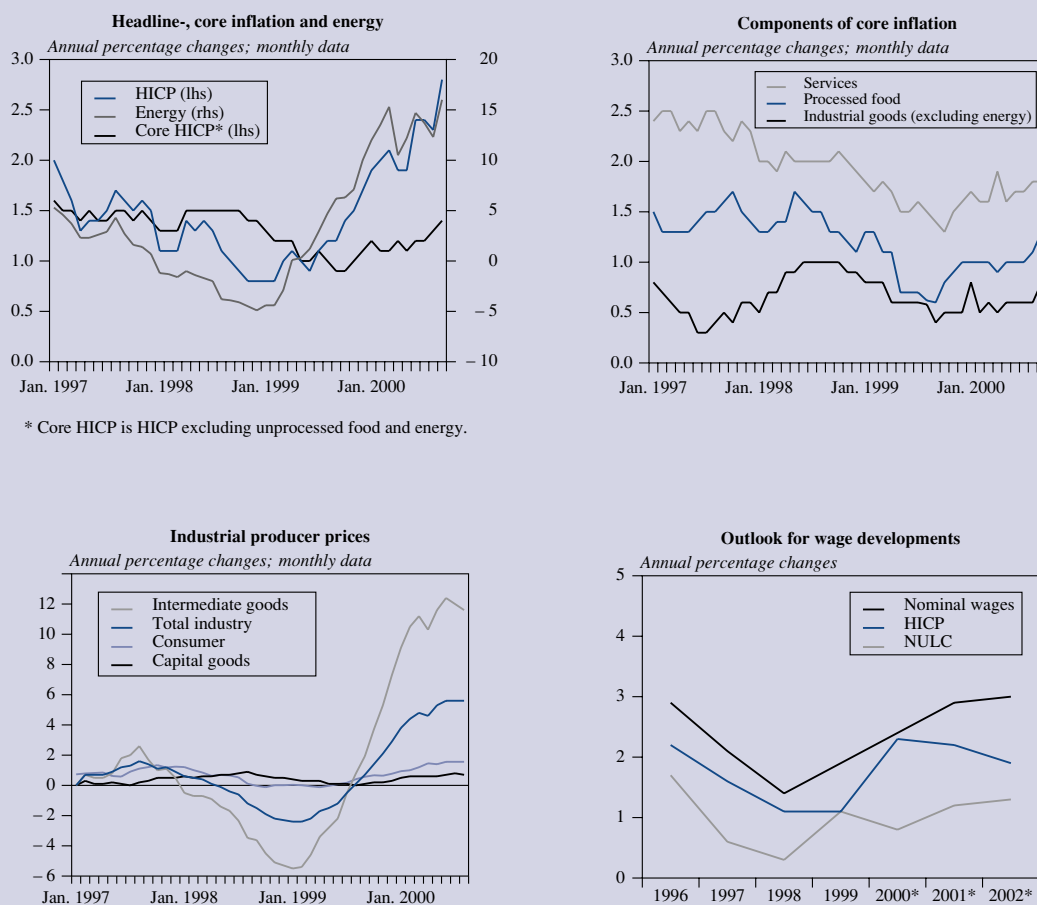 Headline-, core inflation and energy
Annual percentage changes; monthly data
3.0
2.5
2.0
1.5
1.0
0.5
0.0
20
15
10
5
0
– 5
– 10
HICP (lhs)
Energy (rhs)
Core HICP* (lhs)
Jan. 1997 Jan. 1998 Jan. 1999 Jan. 2000
* Core HICP is HICP excluding unprocessed food and energy.
Components of core inflation
Annual percentage changes; monthly data
3.0
2.5
2.0
1.5
1.0
0.5
0.0
Services
Processed food
Industrial goods (excluding energy)
Jan. 1997 Jan. 1998 Jan. 1999 Jan. 2000
Industrial producer prices
Annual percentage changes; monthly data
12
10
8
6
4
2
0
– 2
– 4
– 6
Intermediate goods
Total industry
Consumer
Capital goods
Jan. 1997 Jan. 1998 Jan. 1999 Jan. 2000
Outlook for wage developments
Annual percentage changes
5
4
3
2
1
0
Nominal wages
HICP
NULC
1996 1997 1998 1999 2000* 2001* 2002*